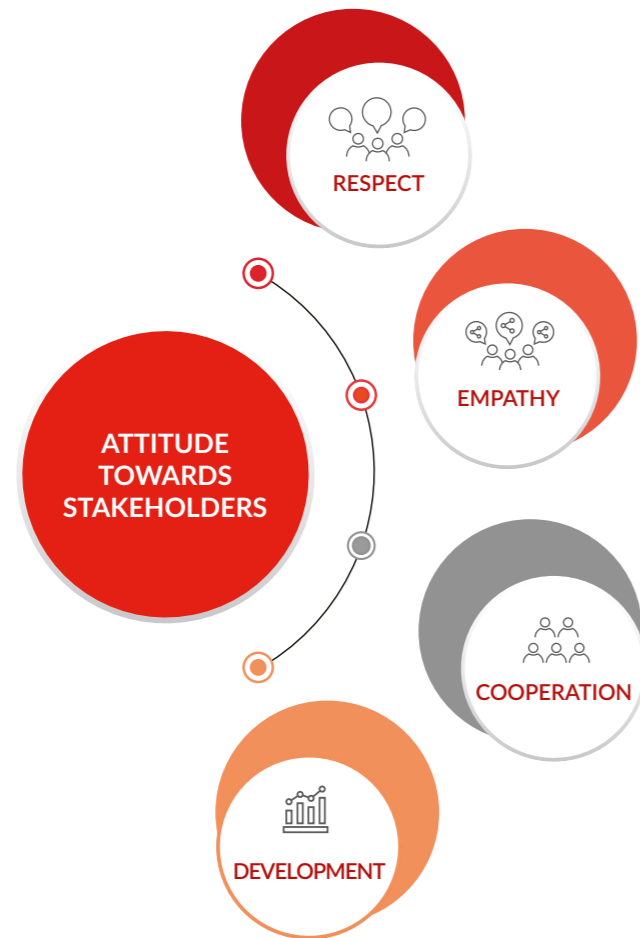 RESPECT
EMPATHY
ATTITUDE
TOWARDS
STAKEHOLDERS
COOPERATION
DEVELOPMENT